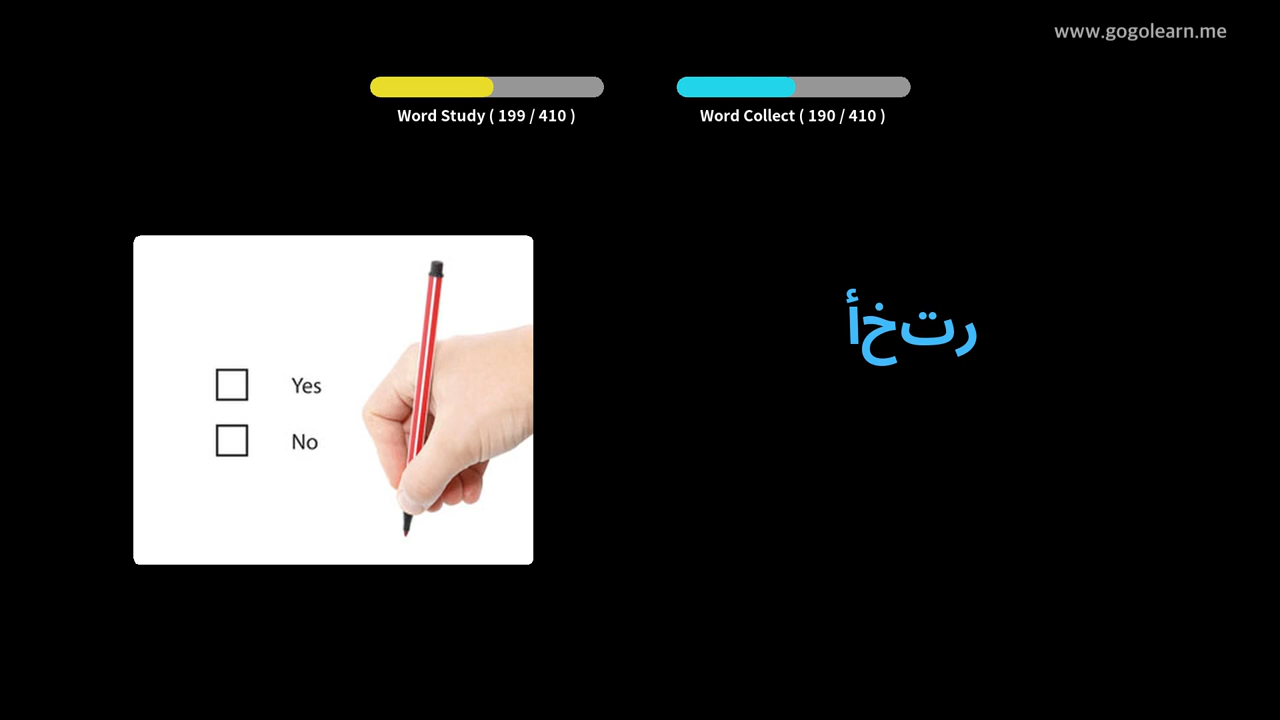 www.gogolearn.me
Word Study ( 199 / 410 )
Word Collect ( 190 / 410 )
Yes
No
رتخأ